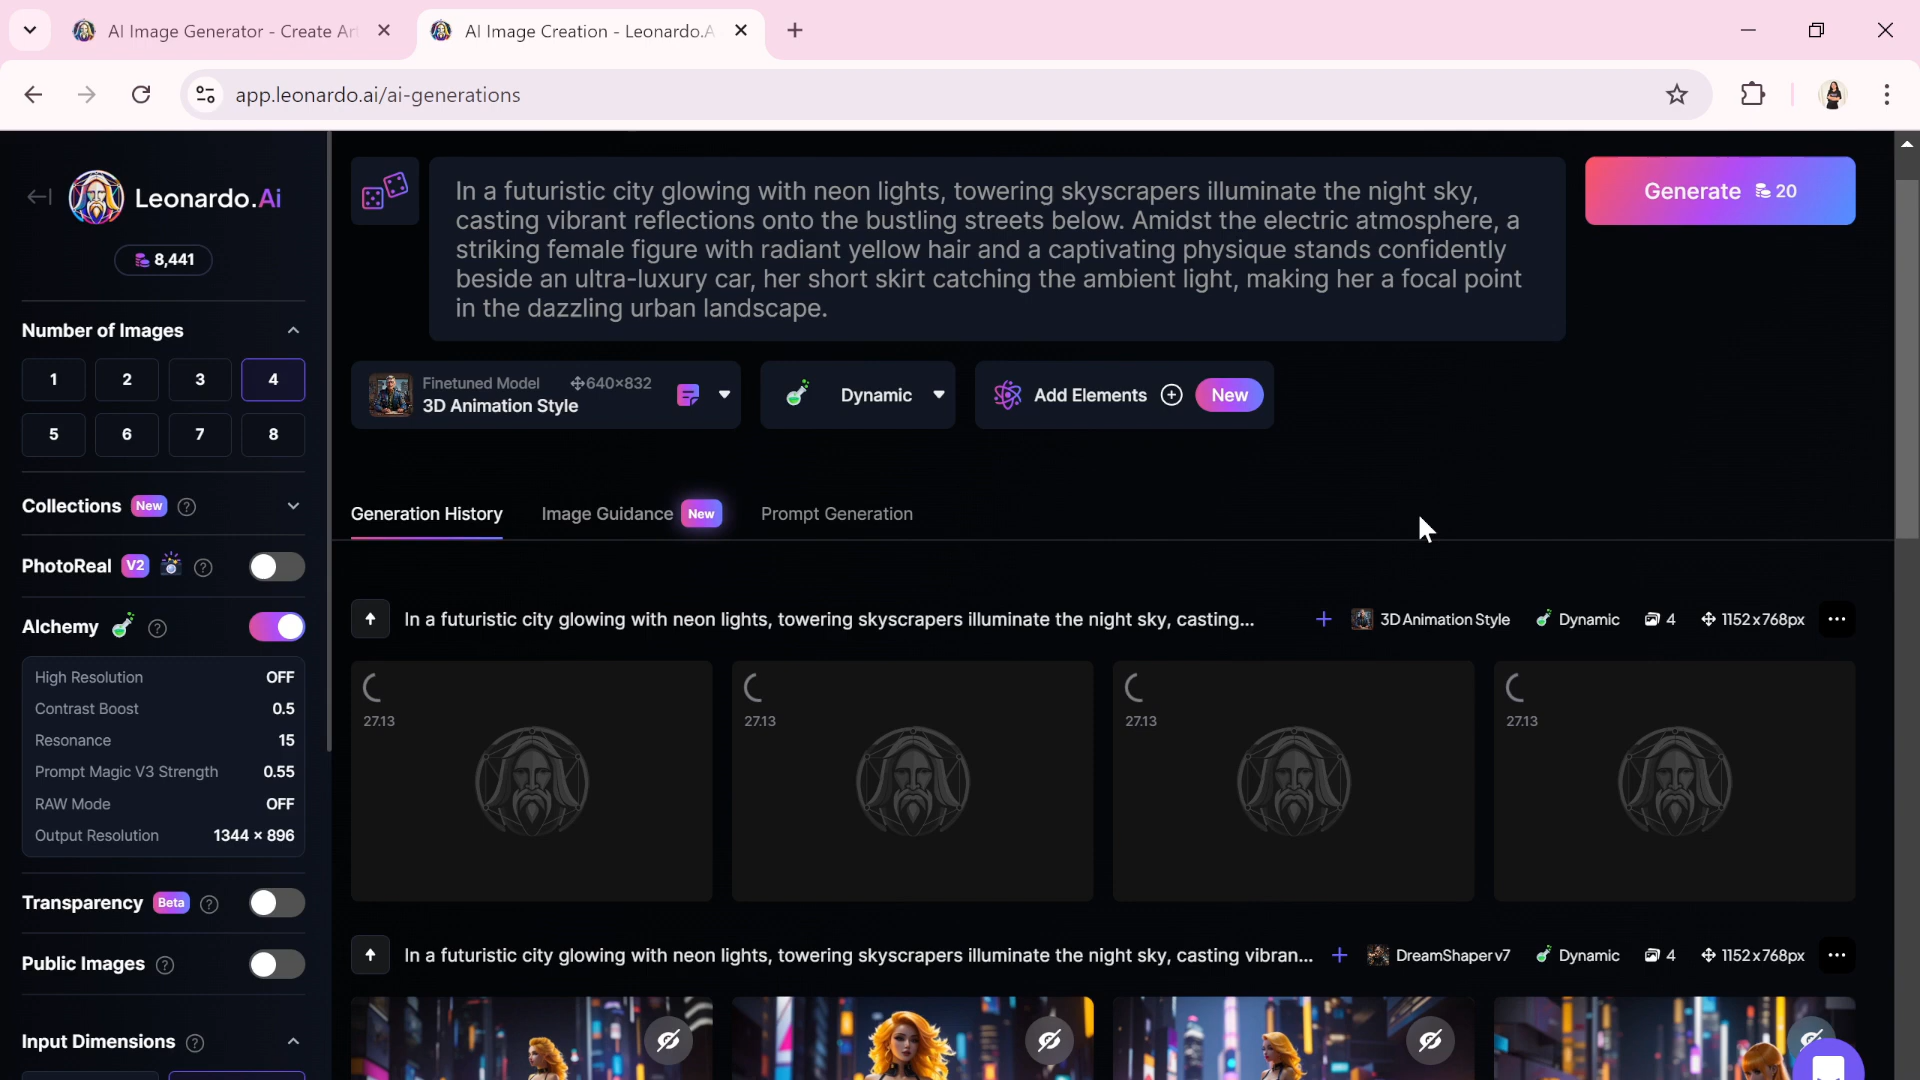 AI Image Generator - Create Ar
AI Image Creation - Leonardo.A
app.leonardo.ai/ai-generations
Leonardo.Ai
8,441
Number of Images
1 2 3 4
5 6 7 8
Collections New ?
PhotoReal V2 ?
Alchemy ?
High Resolution OFF
Contrast Boost 0.5
Resonance 15
Prompt Magic V3 Strength 0.55
RAW Mode OFF
Output Resolution 1344 × 896
Transparency Beta ?
Public Images ?
Input Dimensions ?
In a futuristic city glowing with neon lights, towering skyscrapers illuminate the night sky,
casting vibrant reflections onto the bustling streets below. Amidst the electric atmosphere, a
striking female figure with radiant yellow hair and a captivating physique stands confidently
beside an ultra-luxury car, her short skirt catching the ambient light, making her a focal point
in the dazzling urban landscape.
Generate 20
Finetuned Model 640×832
3D Animation Style
Dynamic
Add Elements New
Generation History Image Guidance New Prompt Generation
In a futuristic city glowing with neon lights, towering skyscrapers illuminate the night sky, casting... 3D Animation Style Dynamic 4 1152x768px
27.13 27.13 27.13 27.13
In a futuristic city glowing with neon lights, towering skyscrapers illuminate the night sky, casting vibran... DreamShaper v7 Dynamic 4 1152x768px